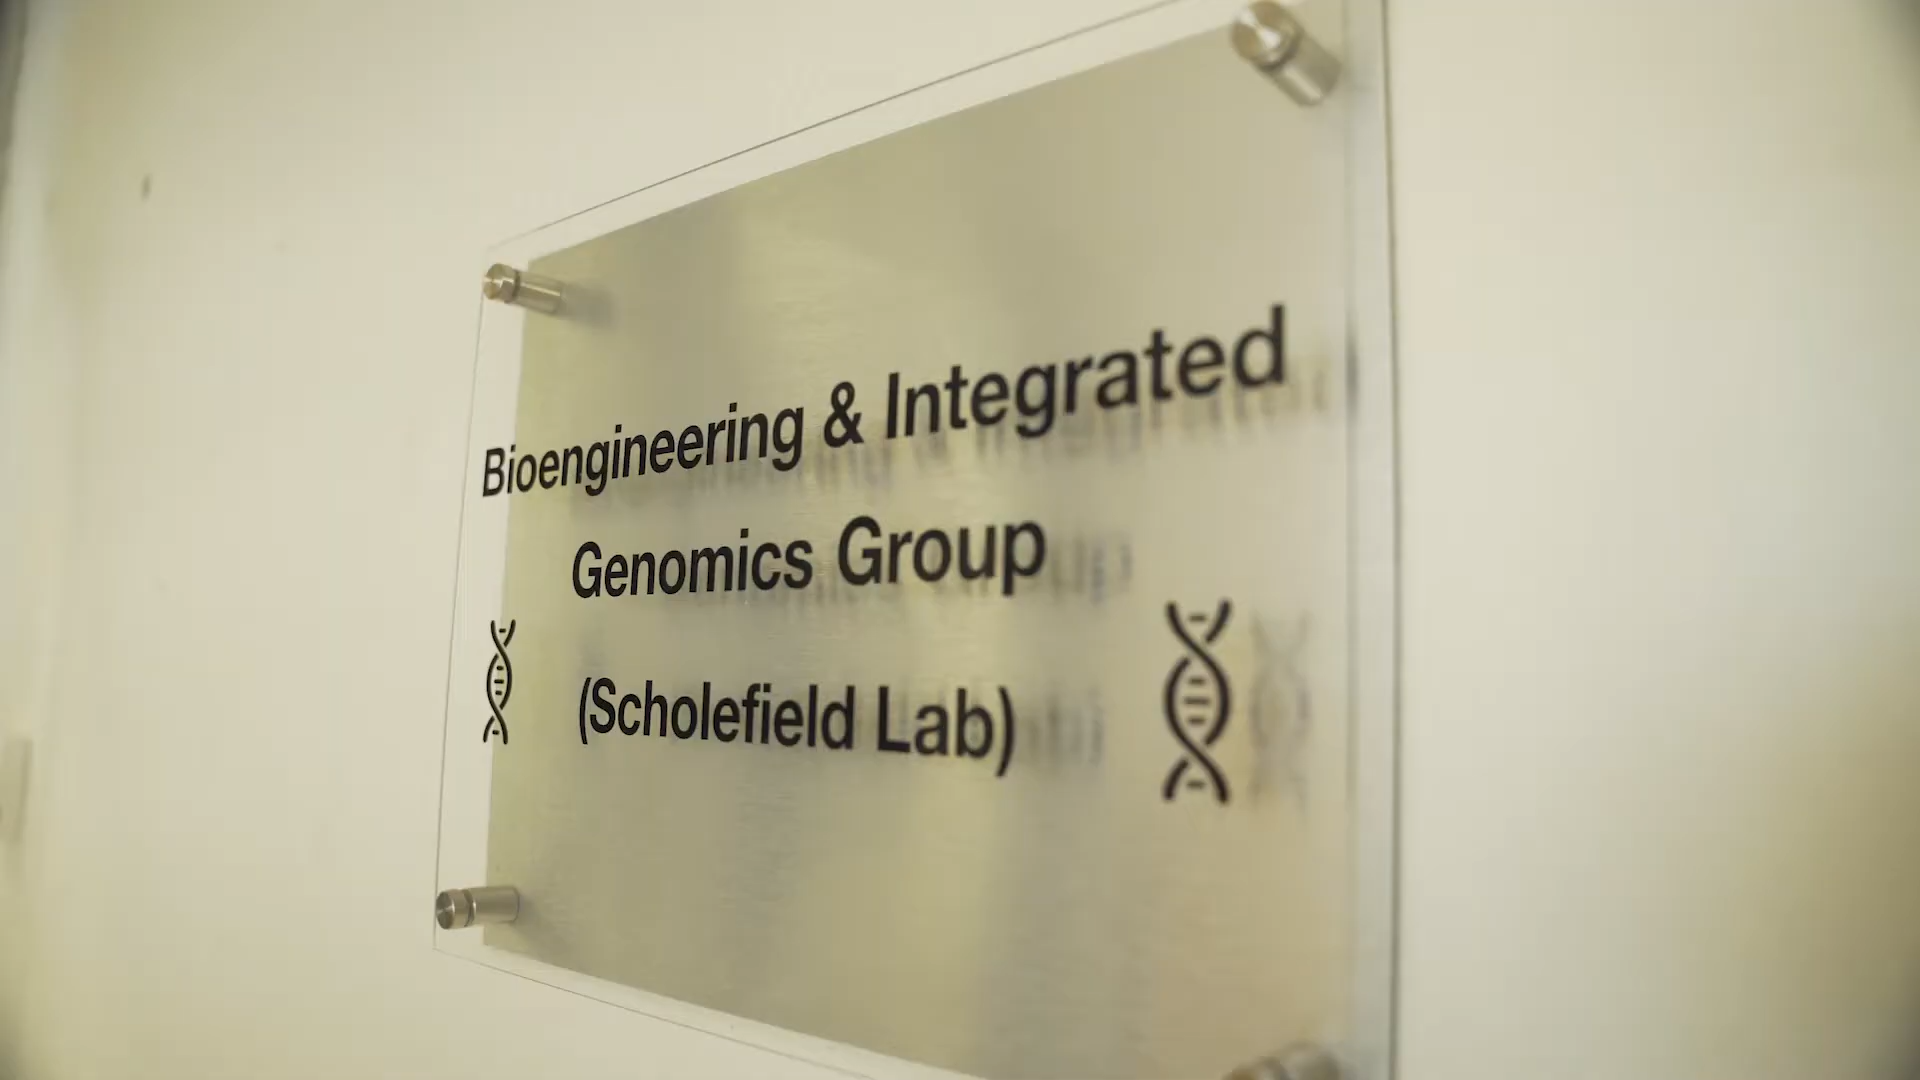 Bioengineering & Integrated
Genomics Group
(Scholefield Lab)